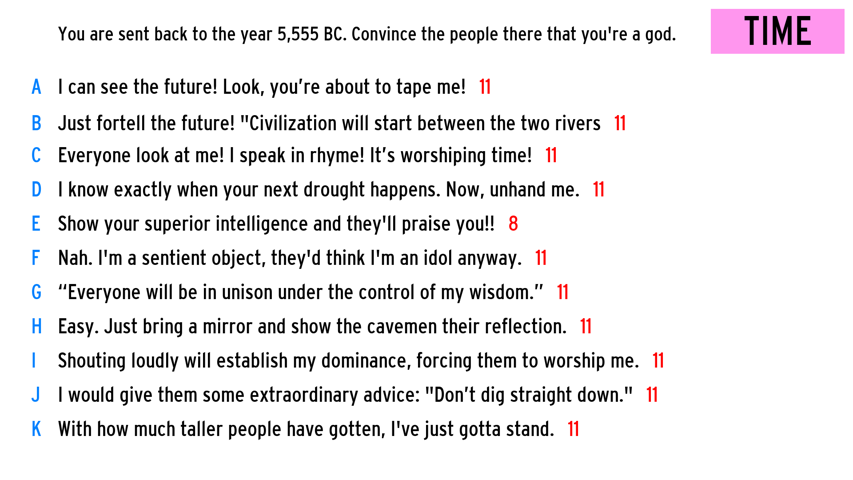 You are sent back to the year 5,555 BC. Convince the people there that you're a god.
TIME
A I can see the future! Look, you’re about to tape me! 11
B Just fortell the future! "Civilization will start between the two rivers 11
C Everyone look at me! I speak in rhyme! It’s worshiping time! 11
D I know exactly when your next drought happens. Now, unhand me. 11
E Show your superior intelligence and they'll praise you!! 8
F Nah. I'm a sentient object, they'd think I'm an idol anyway. 11
G “Everyone will be in unison under the control of my wisdom.” 11
H Easy. Just bring a mirror and show the cavemen their reflection. 11
I Shouting loudly will establish my dominance, forcing them to worship me. 11
J I would give them some extraordinary advice: "Don’t dig straight down." 11
K With how much taller people have gotten, I've just gotta stand. 11